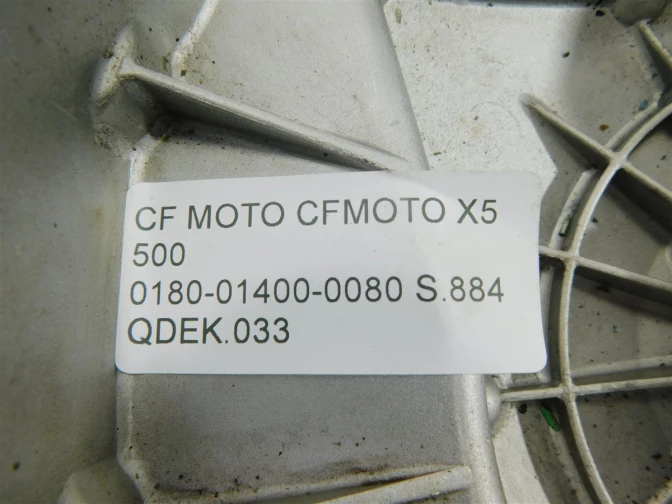 CF MOTO CFMOTO X5
500
0180-01400-0080 S.884
QDEK.033